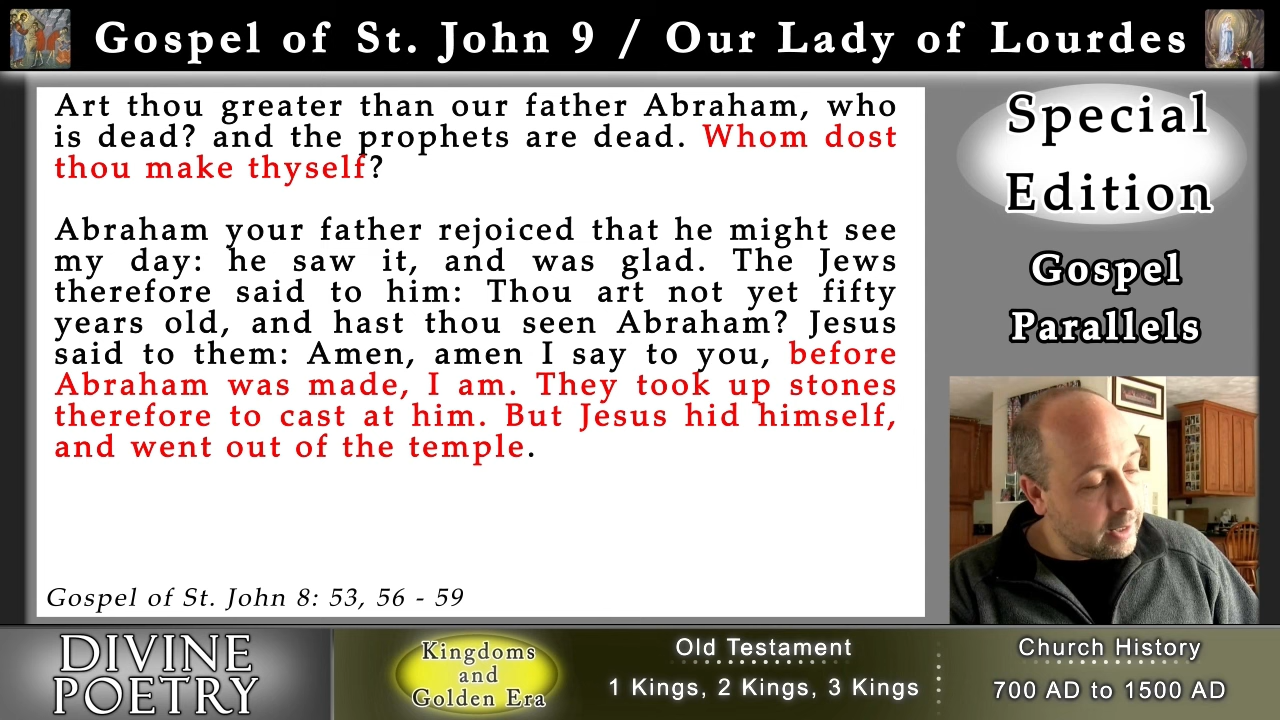 Gospel of St. John 9 / Our Lady of Lourdes
Art thou greater than our father Abraham, who
is dead? and the prophets are dead. Whom dost
thou make thyself?
Abraham your father rejoiced that he might see
my day: he saw it, and was glad. The Jews
therefore said to him: Thou art not yet fifty
years old, and hast thou seen Abraham? Jesus
said to them: Amen, amen I say to you, before
Abraham was made, I am. They took up stones
therefore to cast at him. But Jesus hid himself,
and went out of the temple.
Gospel of St. John 8: 53, 56 - 59
Special
Edition
Gospel
Parallels
DIVINE
POETRY
Kingdoms
and
Golden Era
Old Testament
1 Kings, 2 Kings, 3 Kings
Church History
700 AD to 1500 AD